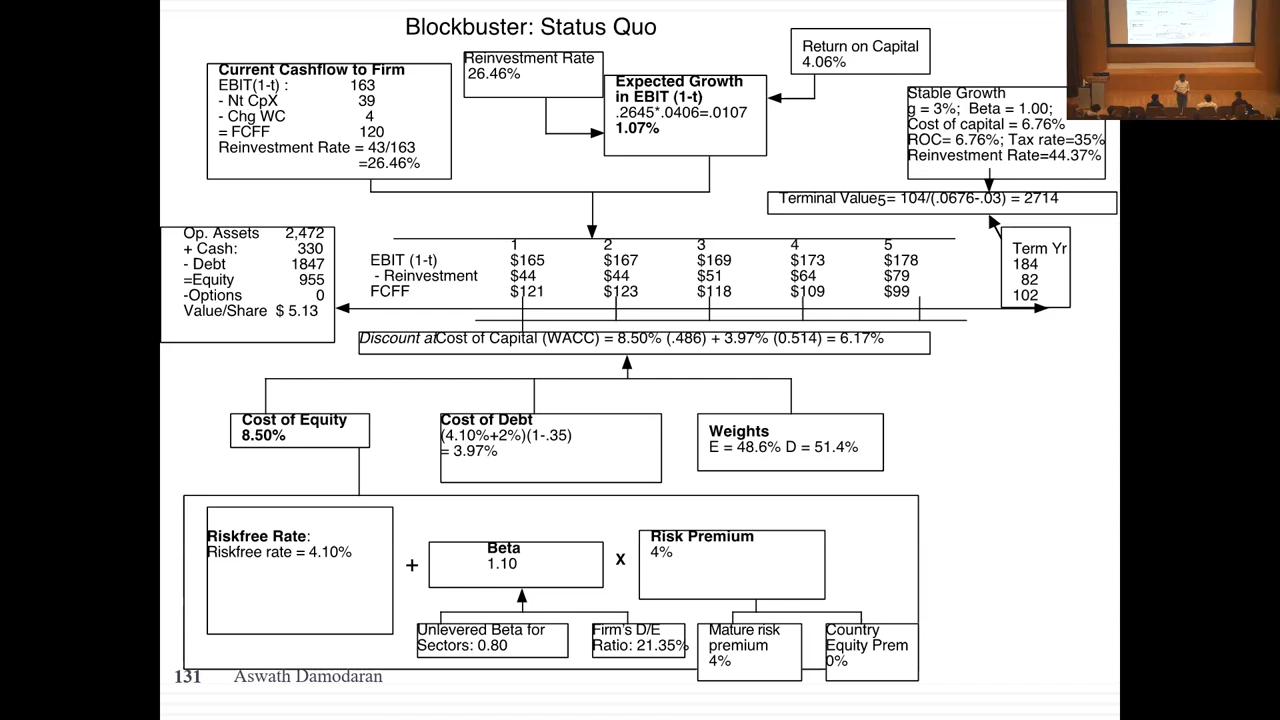 Blockbuster: Status Quo
Current Cashflow to Firm
EBIT(1-t) : 163
- Nt CpX 39
- Chg WC 4
= FCFF 120
Reinvestment Rate = 43/163
=26.46%
Reinvestment Rate
26.46%
Expected Growth
in EBIT (1-t)
.2645*.0406=.0107
1.07%
Return on Capital
4.06%
Stable Growth
g = 3%; Beta = 1.00;
Cost of capital = 6.76%
ROC= 6.76%; Tax rate=35%
Reinvestment Rate=44.37%
Terminal Value5= 104/(.0676-.03) = 2714
Op. Assets 2,472
+ Cash: 330
- Debt 1847
=Equity 955
-Options 0
Value/Share $ 5.13
1 2 3 4 5
EBIT (1-t) $165 $167 $169 $173 $178
- Reinvestment $44 $44 $51 $64 $79
FCFF $121 $123 $118 $109 $99
Term Yr
184
82
102
Discount at Cost of Capital (WACC) = 8.50% (.486) + 3.97% (0.514) = 6.17%
Cost of Equity
8.50%
Cost of Debt
(4.10%+2%)(1-.35)
= 3.97%
Weights
E = 48.6% D = 51.4%
Riskfree Rate:
Riskfree rate = 4.10%
+
Beta
1.10
X
Risk Premium
4%
Unlevered Beta for
Sectors: 0.80
Firm's D/E
Ratio: 21.35%
Mature risk
premium
4%
Country
Equity Prem
0%
131 Aswath Damodaran